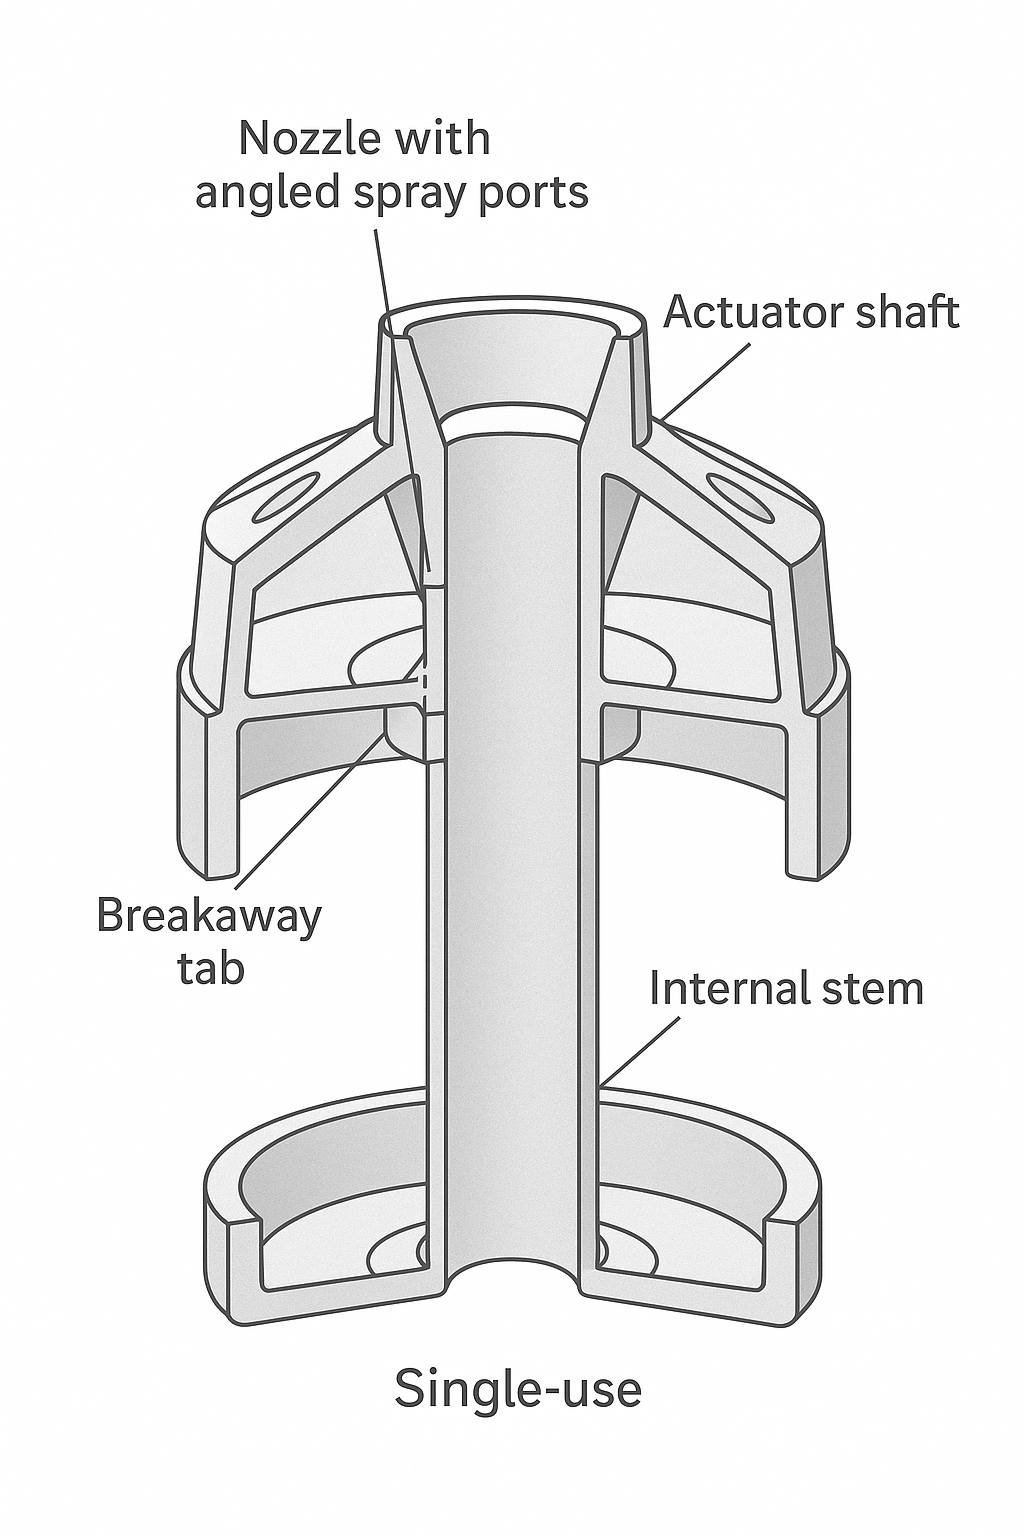 Nozzle with
angled spray ports
Actuator shaft
Breakaway
tab
Internal stem
Single-use